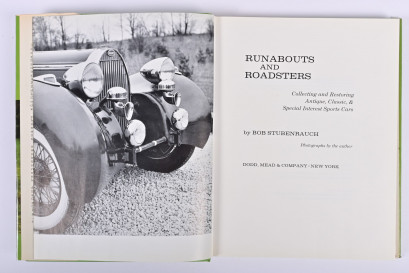 RUNABOUTS
AND
ROADSTERS
Collecting and Restoring
Antique, Classic, &
Special Interest Sports Cars
by BOB STUBENRAUCH
Photographs by the author
DODD, MEAD & COMPANY · NEW YORK